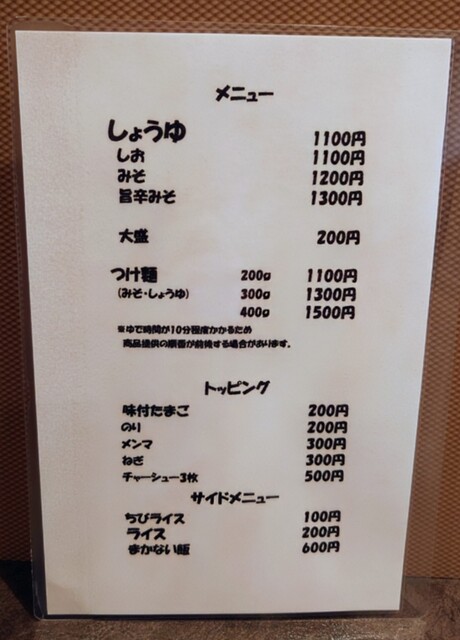 メニュー
しょうゆ 1100円
しお 1100円
みそ 1200円
旨辛みそ 1300円
大盛 200円
つけ麺 200g 1100円
(みそ・しょうゆ) 300g 1300円
400g 1500円
※ゆで時間が10分程度かかるため
商品提供の順番が前後する場合があります。
トッピング
味付たまご 200円
のり 200円
メンマ 300円
ねぎ 300円
チャーシュー3枚 500円
サイドメニュー
ちびライス 100円
ライス 200円
まかない飯 600円